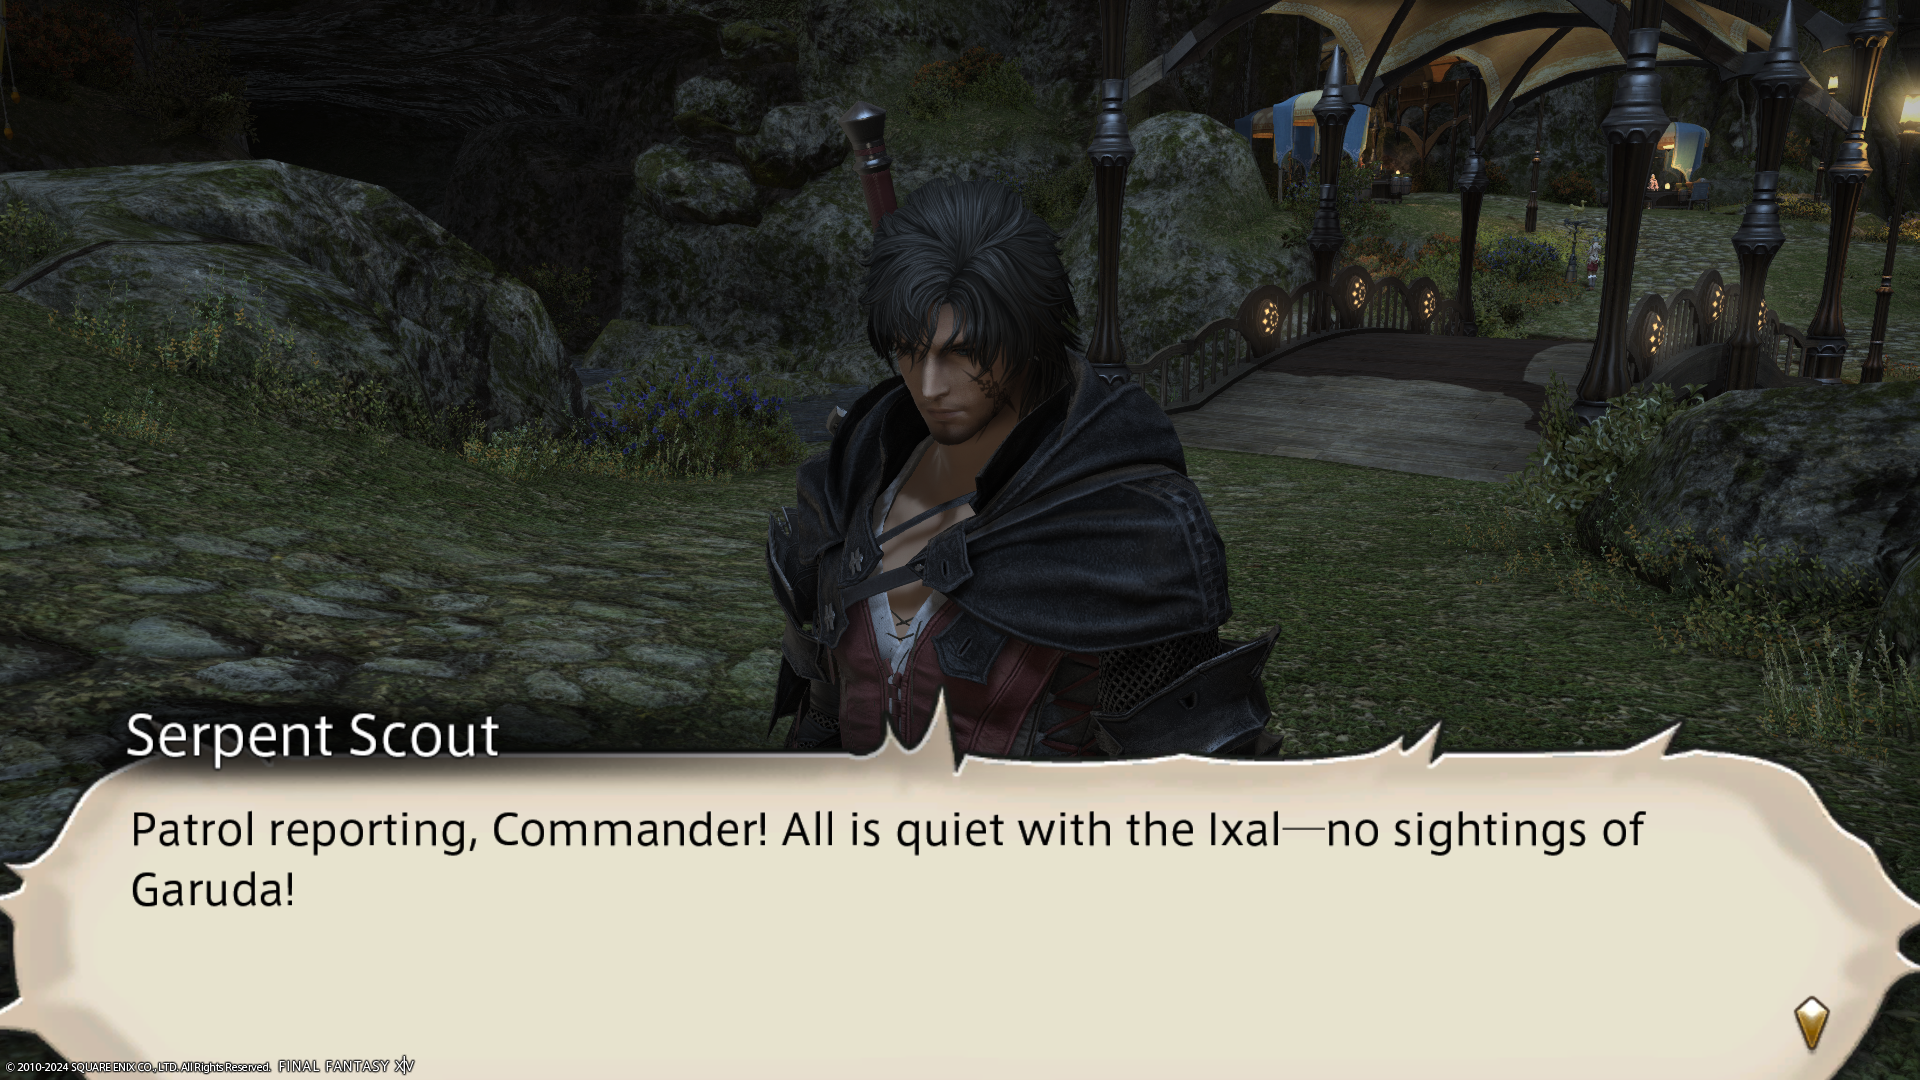 Serpent Scout
Patrol reporting, Commander! All is quiet with the Ixal—no sightings of
Garuda!
© 2010-2024 SQUARE ENIX CO., LTD. All Rights Reserved. FINAL FANTASY XIV